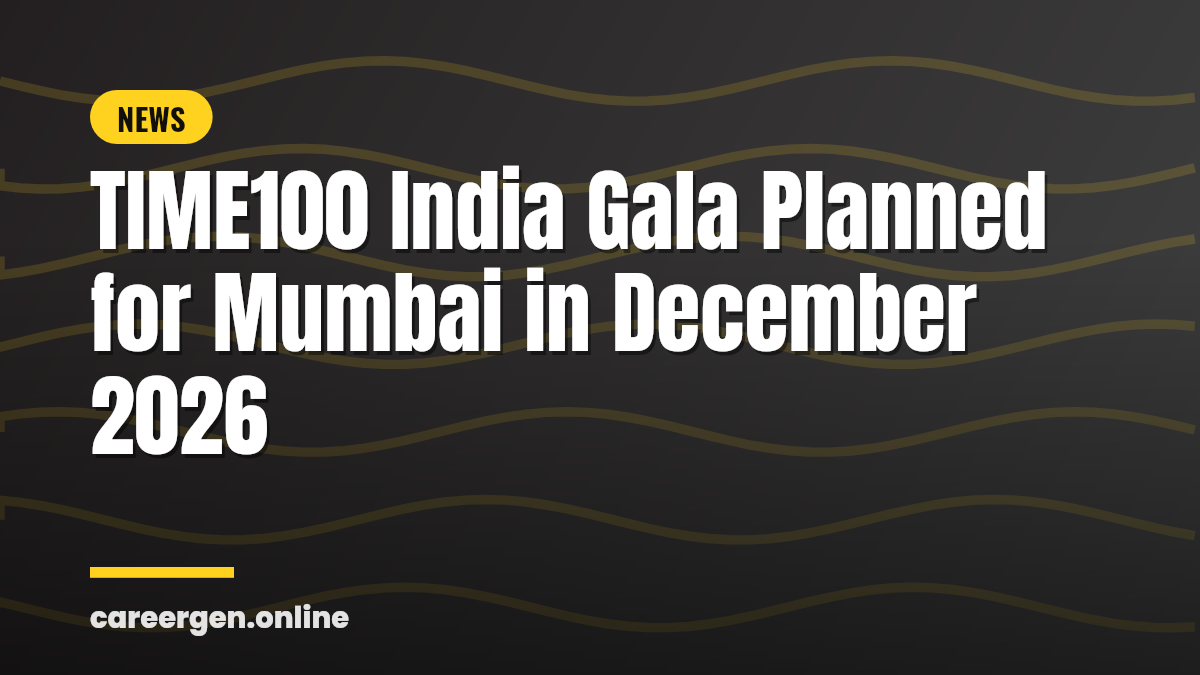 NEWS
TIME100 India Gala Planned
for Mumbai in December
2026
careergen.online